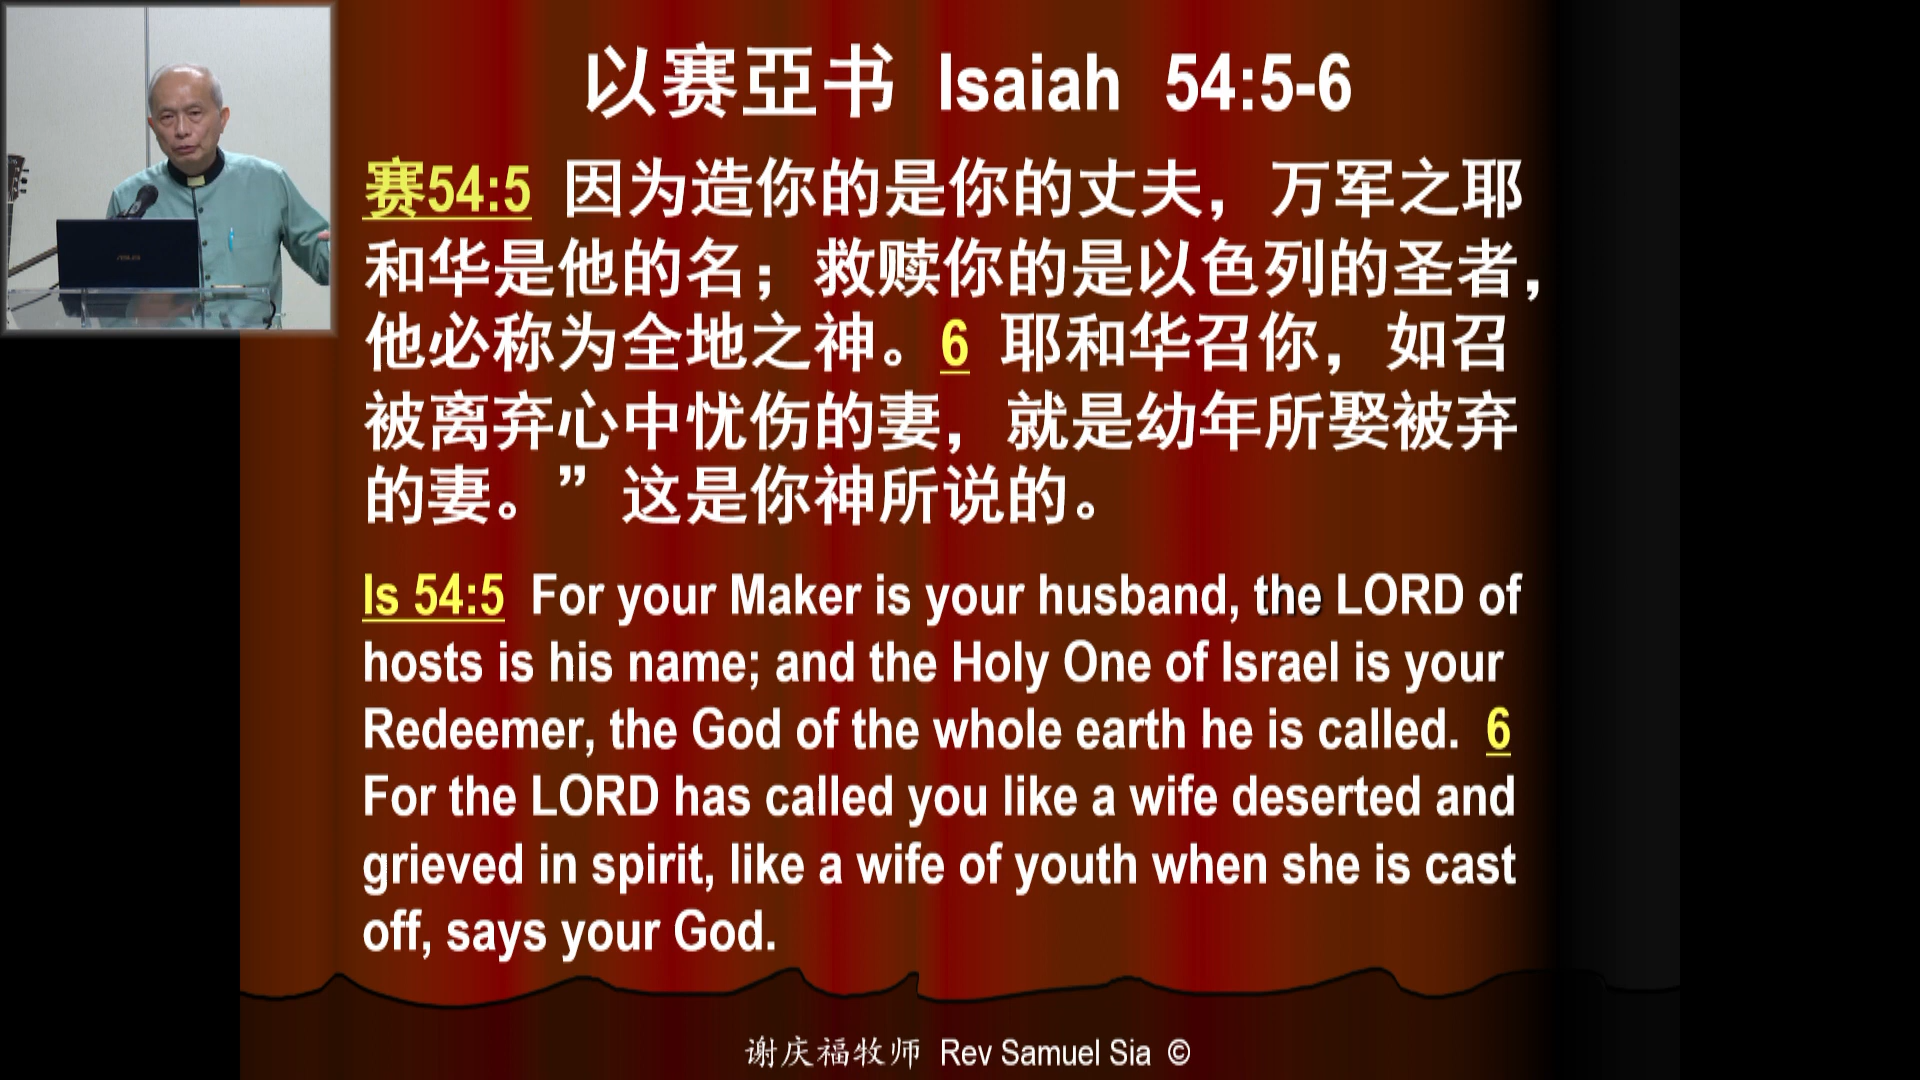 以赛亞书 Isaiah 54:5-6
赛54:5 因为造你的是你的丈夫，万军之耶
和华是他的名；救赎你的是以色列的圣者，
他必称为全地之神。6 耶和华召你，如召
被离弃心中忧伤的妻，就是幼年所娶被弃
的妻。”这是你神所说的。
Is 54:5 For your Maker is your husband, the LORD of
hosts is his name; and the Holy One of Israel is your
Redeemer, the God of the whole earth he is called. 6
For the LORD has called you like a wife deserted and
grieved in spirit, like a wife of youth when she is cast
off, says your God.
谢庆福牧师 Rev Samuel Sia ©